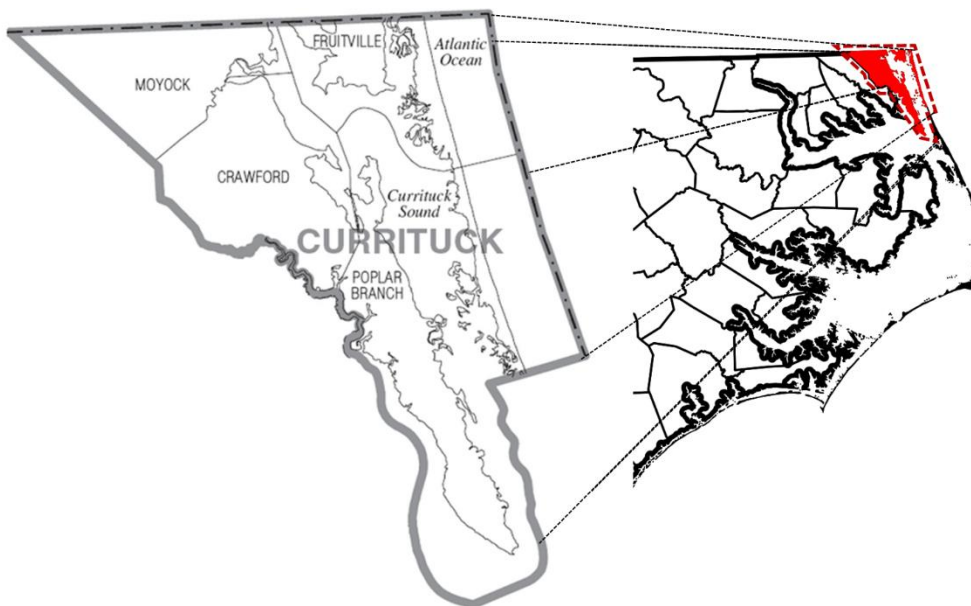 FRUITVILLE
Atlantic
Ocean
MOYOCK
CRAWFORD
Currituck
Sound
CURRITUCK
POPLAR
BRANCH